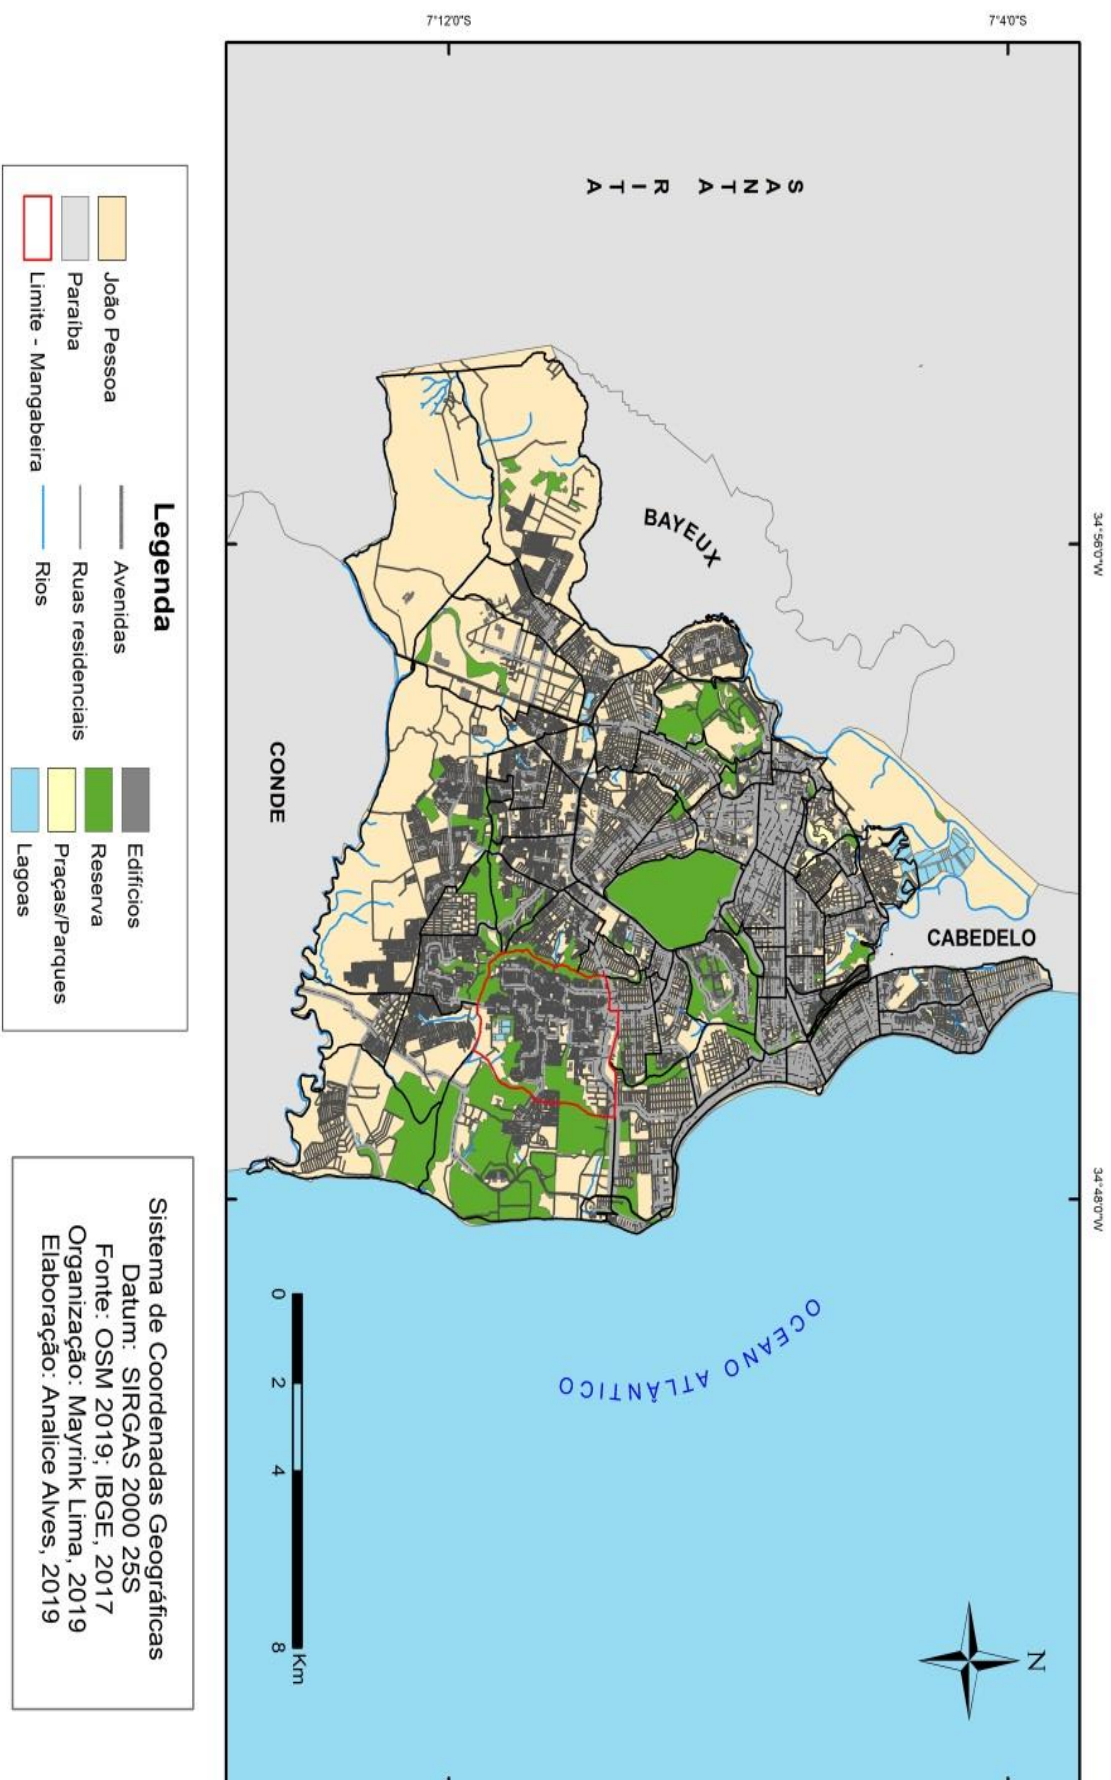 34°56'0"W
34°48'0"W
7°4'0"S
7°12'0"S
SANTA RITA
BAYEUX
CABEDELO
CONDE
OCEANO ATLÂNTICO
N
0 2 4 8
Km
Legenda
João Pessoa
Paraíba
Limite - Mangabeira
Avenidas
Ruas residenciais
Rios
Edifícios
Reserva
Praças/Parques
Lagoas
Sistema de Coordenadas Geográficas
Datum: SIRGAS 2000 25S
Fonte: OSM 2019; IBGE, 2017
Organização: Mayrink Lima, 2019
Elaboração: Analice Alves, 2019